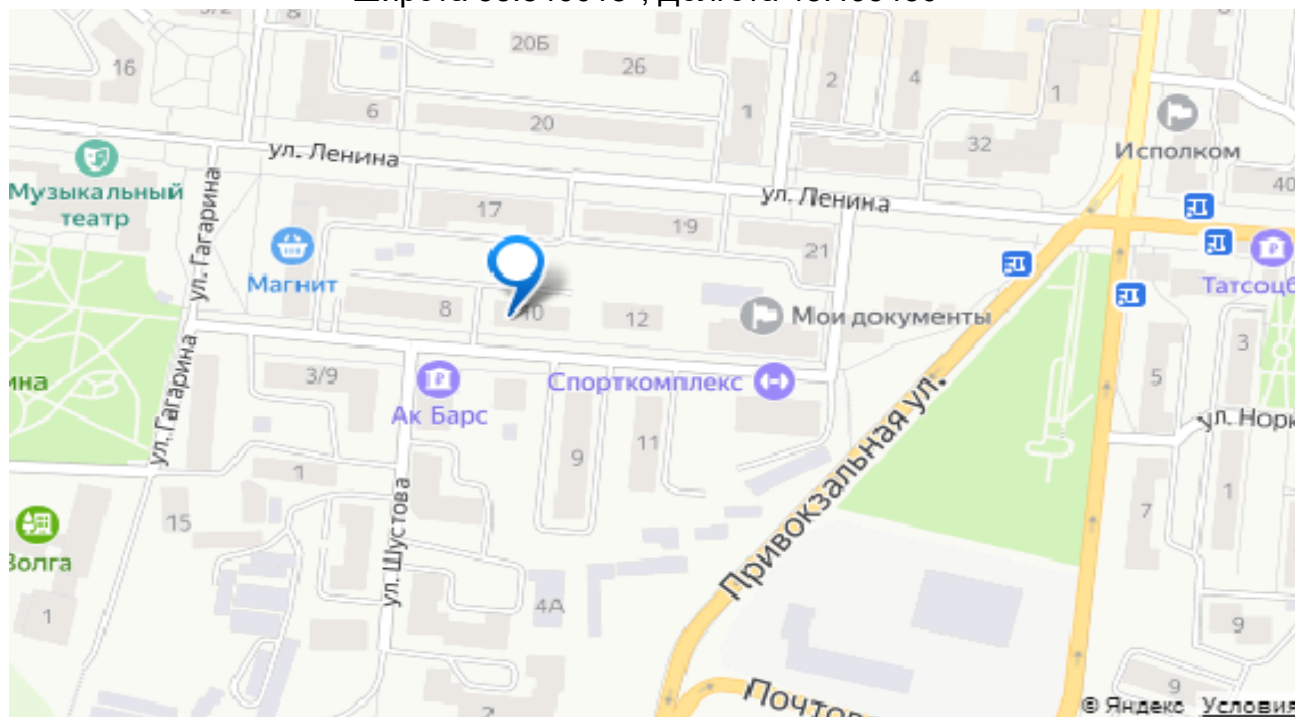 20Б
16
26
2
4
1
6
20
1
32
Исполком
ул. Ленина
Музыкальный
театр
ул. Гагарина
40
ул. Ленина
17
19
21
Магнит
Татсоцб
8
10
12
Мои документы
3
3/9
Спорткомплекс
5
ина
ул. Гагарина
Ак Барс
ул. Норк
9
11
1
1
15
7
Привокзальная ул.
Волга
ул. Шустова
4А
1
9
2
Почтов
9
© Яндекс Условия